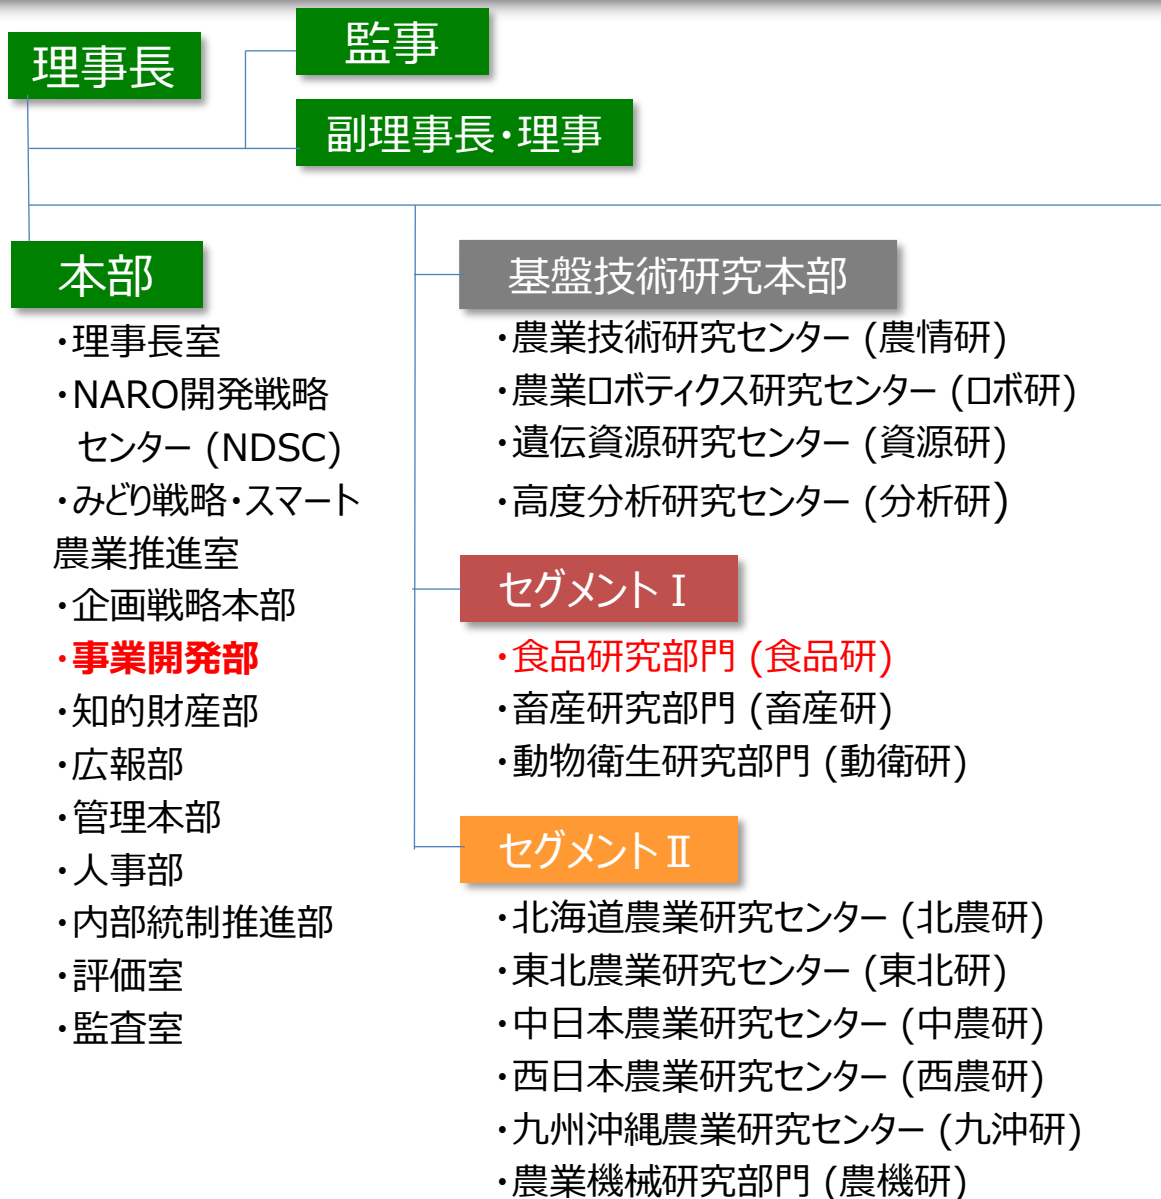 理事長
監事
副理事長・理事
本部
・理事長室
・NARO開発戦略
センター (NDSC)
・みどり戦略・スマート
農業推進室
・企画戦略本部
・事業開発部
・知的財産部
・広報部
・管理本部
・人事部
・内部統制推進部
・評価室
・監査室
基盤技術研究本部
・農業技術研究センター (農情研)
・農業ロボティクス研究センター (ロボ研)
・遺伝資源研究センター (資源研)
・高度分析研究センター (分析研)
セグメントⅠ
・食品研究部門 (食品研)
・畜産研究部門 (畜産研)
・動物衛生研究部門 (動衛研)
セグメントⅡ
・北海道農業研究センター (北農研)
・東北農業研究センター (東北研)
・中日本農業研究センター (中農研)
・西日本農業研究センター (西農研)
・九州沖縄農業研究センター (九沖研)
・農業機械研究部門 (農機研)